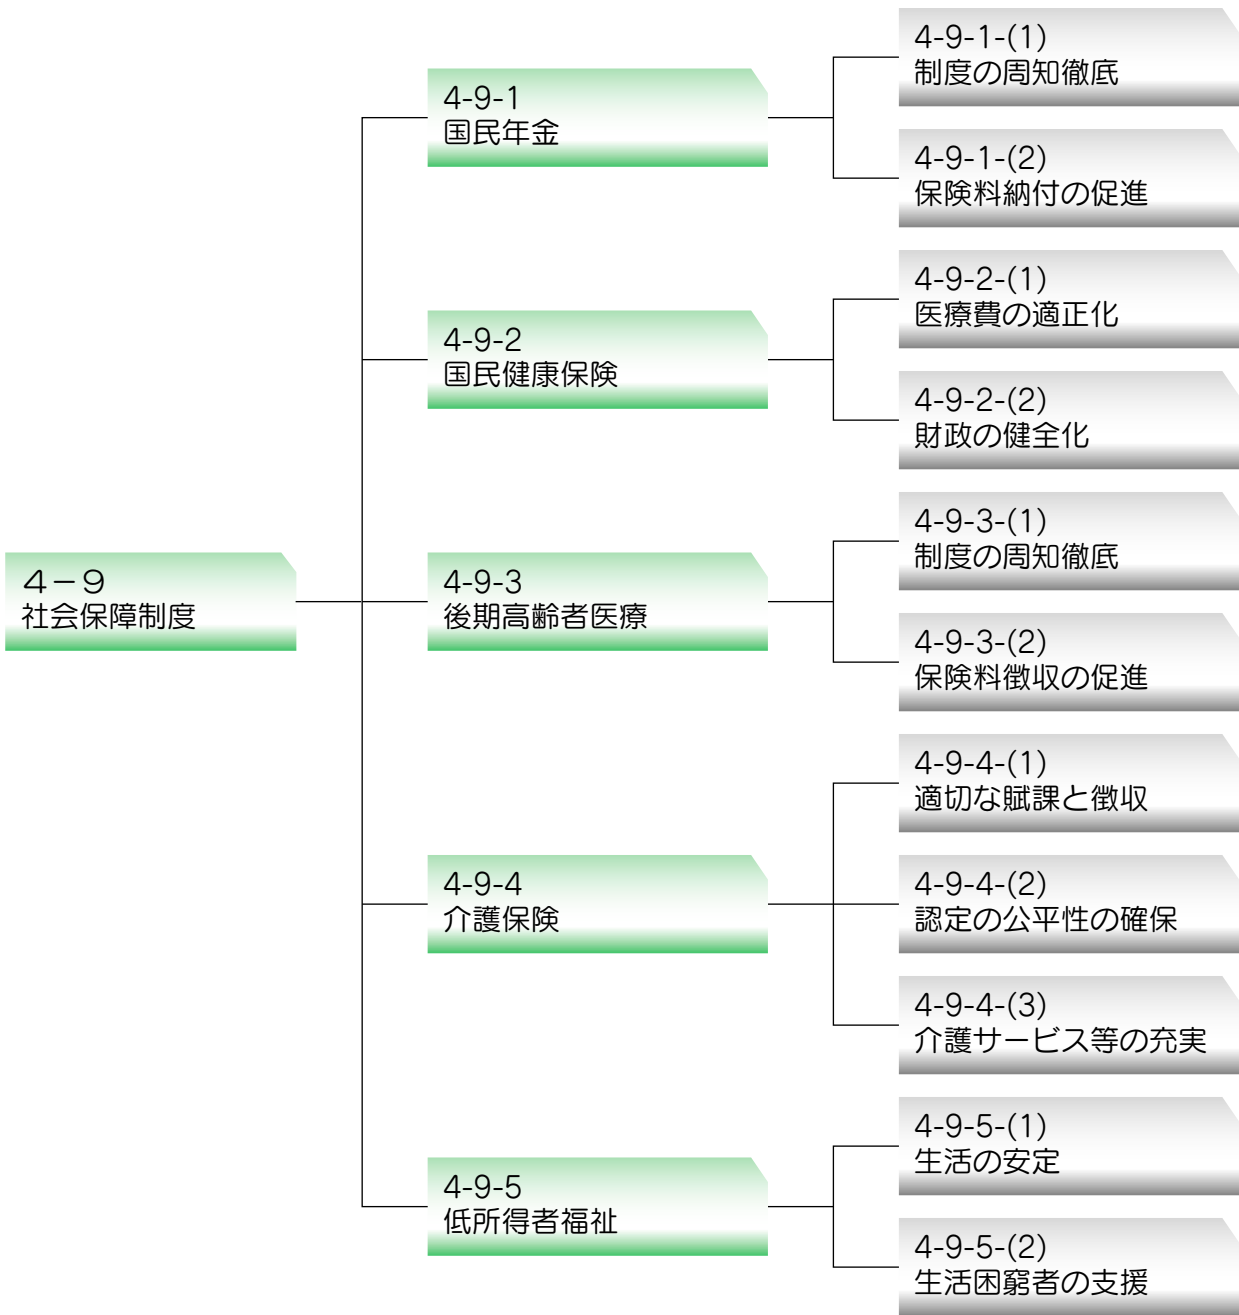 ４－９
社会保障制度
4-9-1
国民年金
4-9-1-(1)
制度の周知徹底
4-9-1-(2)
保険料納付の促進
4-9-2
国民健康保険
4-9-2-(1)
医療費の適正化
4-9-2-(2)
財政の健全化
4-9-3
後期高齢者医療
4-9-3-(1)
制度の周知徹底
4-9-3-(2)
保険料徴収の促進
4-9-4
介護保険
4-9-4-(1)
適切な賦課と徴収
4-9-4-(2)
認定の公平性の確保
4-9-4-(3)
介護サービス等の充実
4-9-5
低所得者福祉
4-9-5-(1)
生活の安定
4-9-5-(2)
生活困窮者の支援